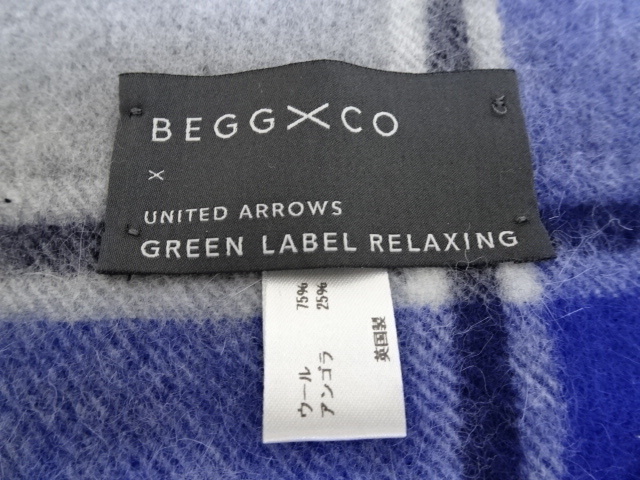 BEGG X CO
×
UNITED ARROWS
GREEN LABEL RELAXING
ウール 75%
アンゴラ 25%
英国製